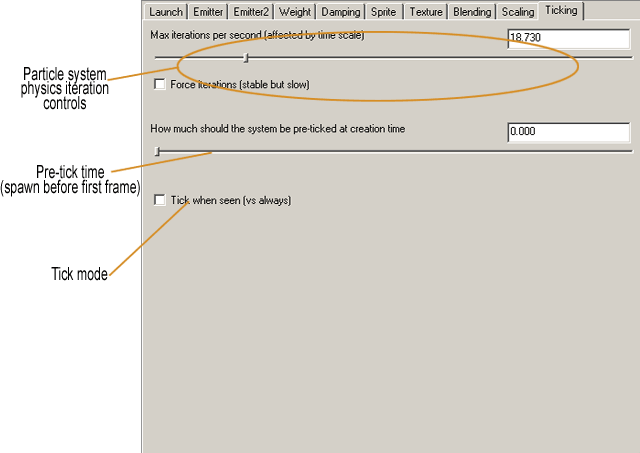 Launch Emitter Emitter2 Weight Damping Sprite Texture Blending Scaling Ticking
Max iterations per second (affected by time scale) 18.730
Particle system
physics iteration
controls
Force iterations (stable but slow)
How much should the system be pre-ticked at creation time 0.000
Pre-tick time
(spawn before first frame)
Tick when seen (vs always)
Tick mode